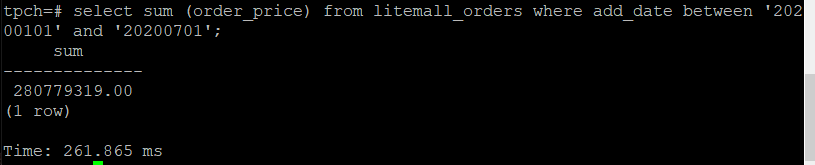 tpch=# select sum (order_price) from litemall_orders where add_date between '202
00101' and '20200701';
sum
--------------
280779319.00
(1 row)
Time: 261.865 ms